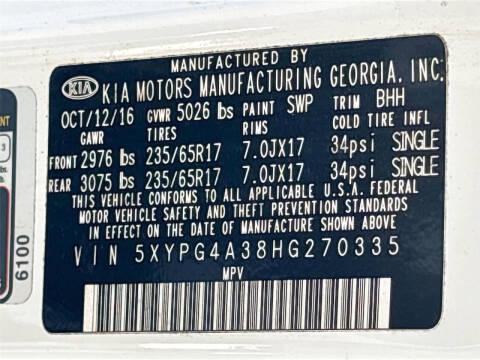 MANUFACTURED BY
KIA KIA MOTORS MANUFACTURING GEORGIA, INC.
OCT/12/16 GVWR 5026 lbs PAINT SWP TRIM BHH
GAWR TIRES RIMS COLD TIRE INFL
FRONT 2976 lbs 235/65R17 7.0JX17 34psi SINGLE
REAR 3075 lbs 235/65R17 7.0JX17 34psi SINGLE
THIS VEHICLE CONFORMS TO ALL APPLICABLE U.S.A. FEDERAL
MOTOR VEHICLE SAFETY AND THEFT PREVENTION STANDARDS
IN EFFECT ON THE DATE OF MANUFACTURE SHOWN ABOVE
VIN 5XYPG4A38HG270335
MPV
6100